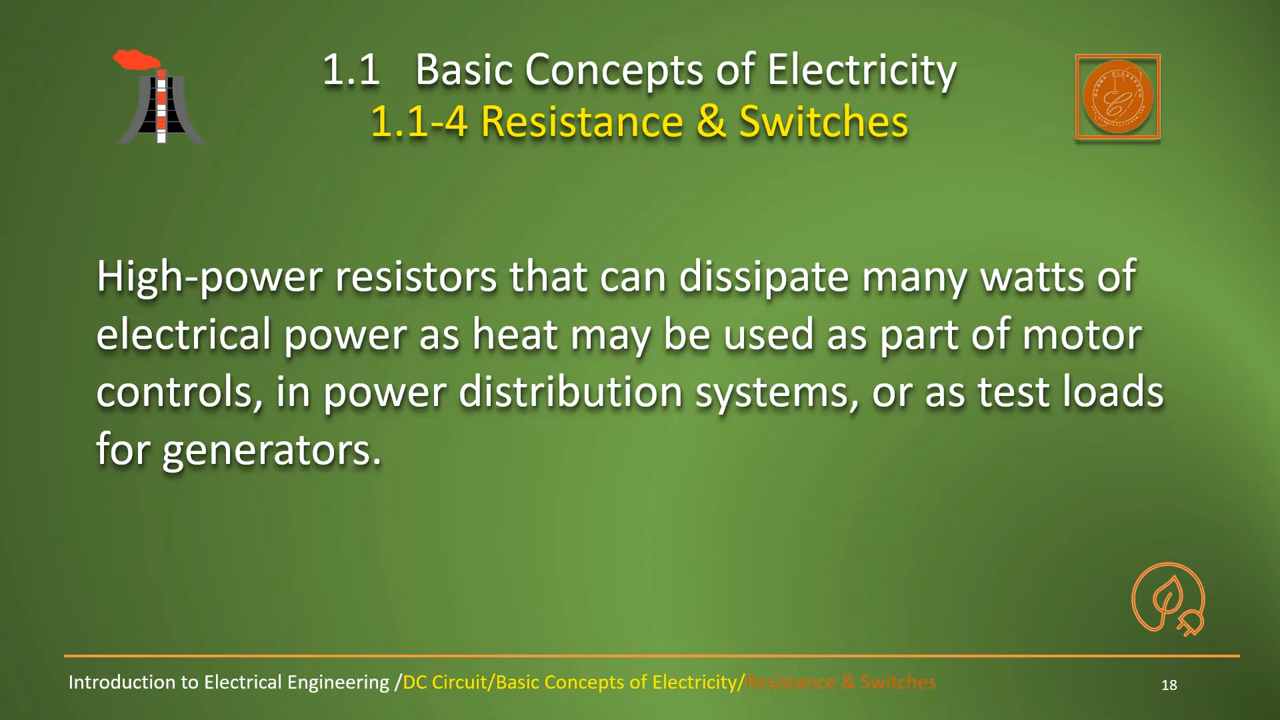 1.1 Basic Concepts of Electricity
1.1-4 Resistance & Switches
High-power resistors that can dissipate many watts of
electrical power as heat may be used as part of motor
controls, in power distribution systems, or as test loads
for generators.
Introduction to Electrical Engineering /DC Circuit/Basic Concepts of Electricity/Resistance & Switches
18